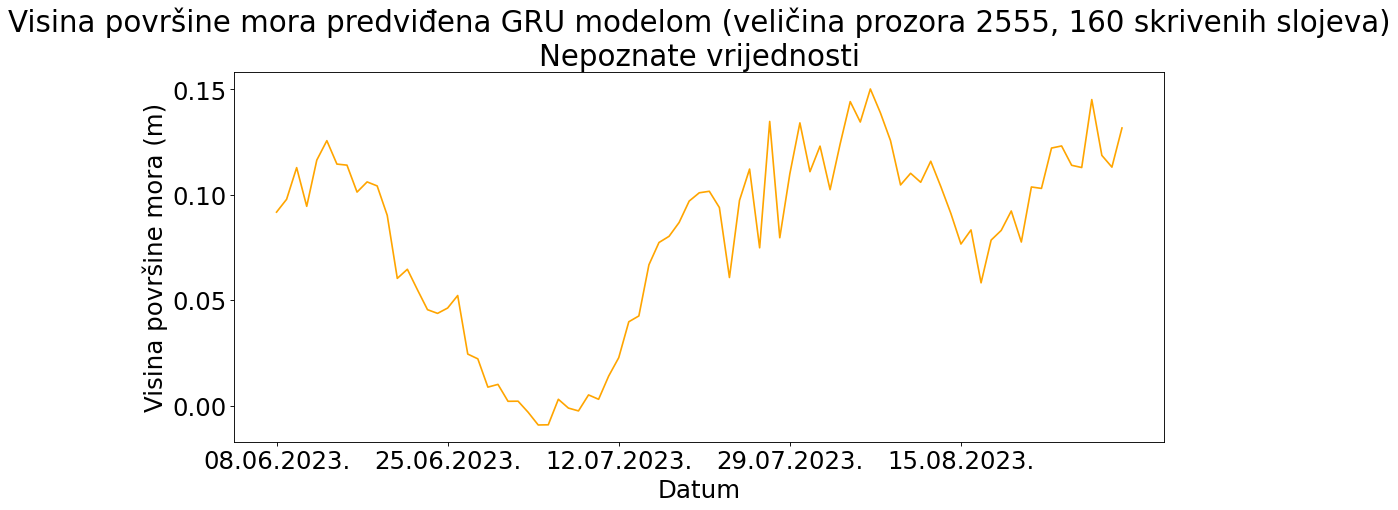 Visina površine mora predviđena GRU modelom (veličina prozora 2555, 160 skrivenih slojeva)
Nepoznate vrijednosti
Visina površine mora (m)
0.15
0.10
0.05
0.00
08.06.2023. 25.06.2023. 12.07.2023. 29.07.2023. 15.08.2023.
Datum